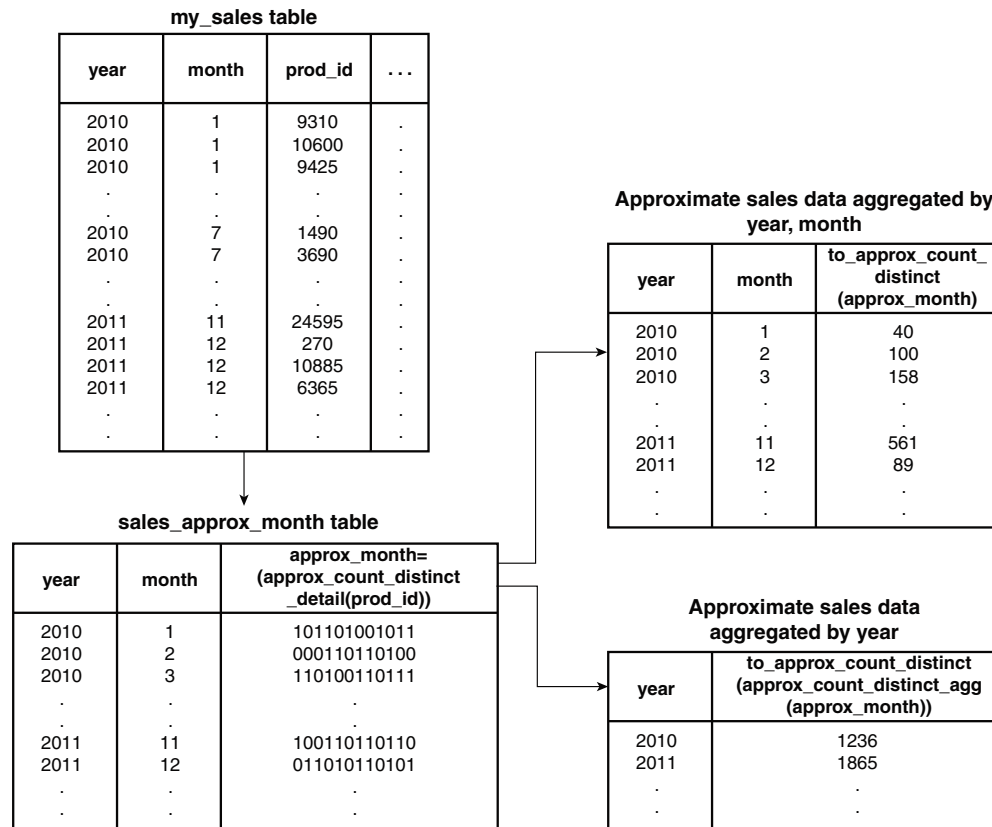 my_sales table
year month prod_id ...
2010 1 9310 .
2010 1 10600 .
2010 1 9425 .
. . . .
. . . .
2010 7 1490 .
2010 7 3690 .
. . . .
. . . .
2011 11 24595 .
2011 12 270 .
2011 12 10885 .
2011 12 6365 .
. . . .
. . . .
sales_approx_month table
year month approx_month=
(approx_count_distinct
_detail(prod_id))
2010 1 101101001011
2010 2 000110110100
2010 3 110100110111
. . .
. . .
2011 11 100110110110
2011 12 011010110101
. . .
. . .
Approximate sales data aggregated by
year, month
year month to_approx_count_
distinct
(approx_month)
2010 1 40
2010 2 100
2010 3 158
. . .
. . .
2011 11 561
2011 12 89
. . .
. . .
Approximate sales data
aggregated by year
year to_approx_count_distinct
(approx_count_distinct_agg
(approx_month))
2010 1236
2011 1865
. .
. .